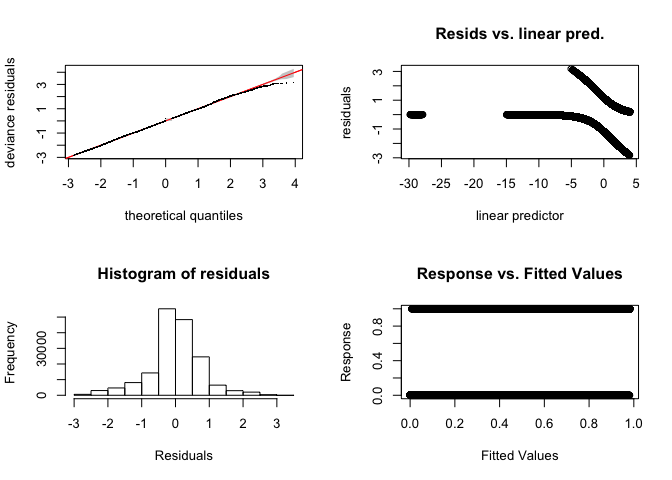 deviance residuals
-3 -1 1 3
-3 -2 -1 0 1 2 3 4
theoretical quantiles
Resids vs. linear pred.
residuals
-3 -1 1 3
-30 -25 -20 -15 -10 -5 0 5
linear predictor
Histogram of residuals
Frequency
0 30000
-3 -2 -1 0 1 2 3
Residuals
Response vs. Fitted Values
Response
0.0 0.4 0.8
0.0 0.2 0.4 0.6 0.8 1.0
Fitted Values